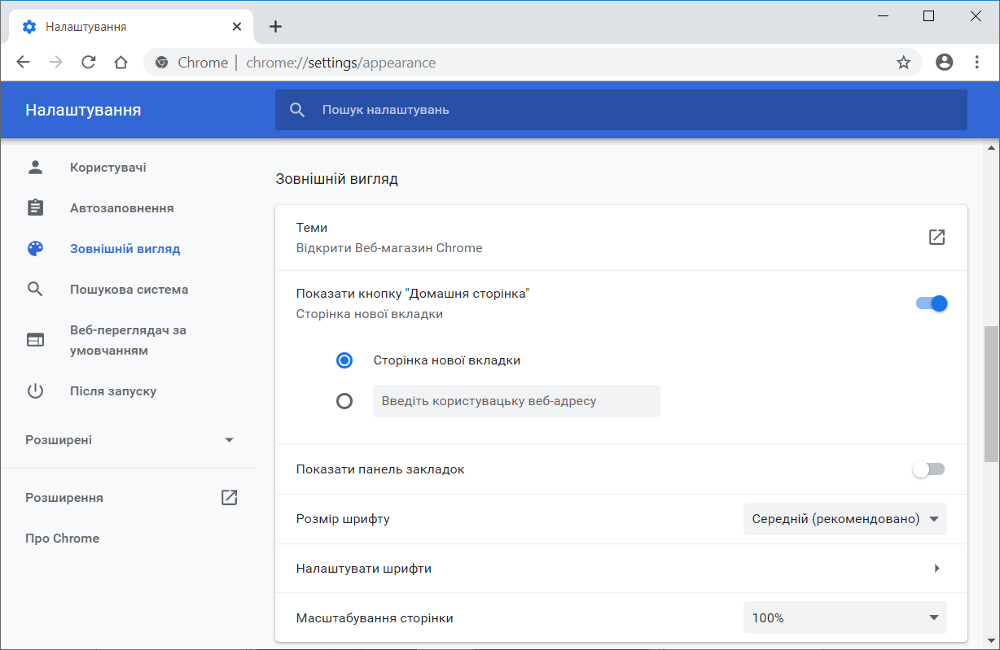 Налаштування
Chrome | chrome://settings/appearance
Налаштування
Пошук налаштувань
Користувачі
Автозаповнення
Зовнішній вигляд
Пошукова система
Веб-переглядач за
умовчанням
Після запуску
Розширені
Розширення
Про Chrome
Зовнішній вигляд
Теми
Відкрити Веб-магазин Chrome
Показати кнопку "Домашня сторінка"
Сторінка нової вкладки
Сторінка нової вкладки
Введіть користувацьку веб-адресу
Показати панель закладок
Розмір шрифту
Середній (рекомендовано)
Налаштувати шрифти
Масштабування сторінки
100%